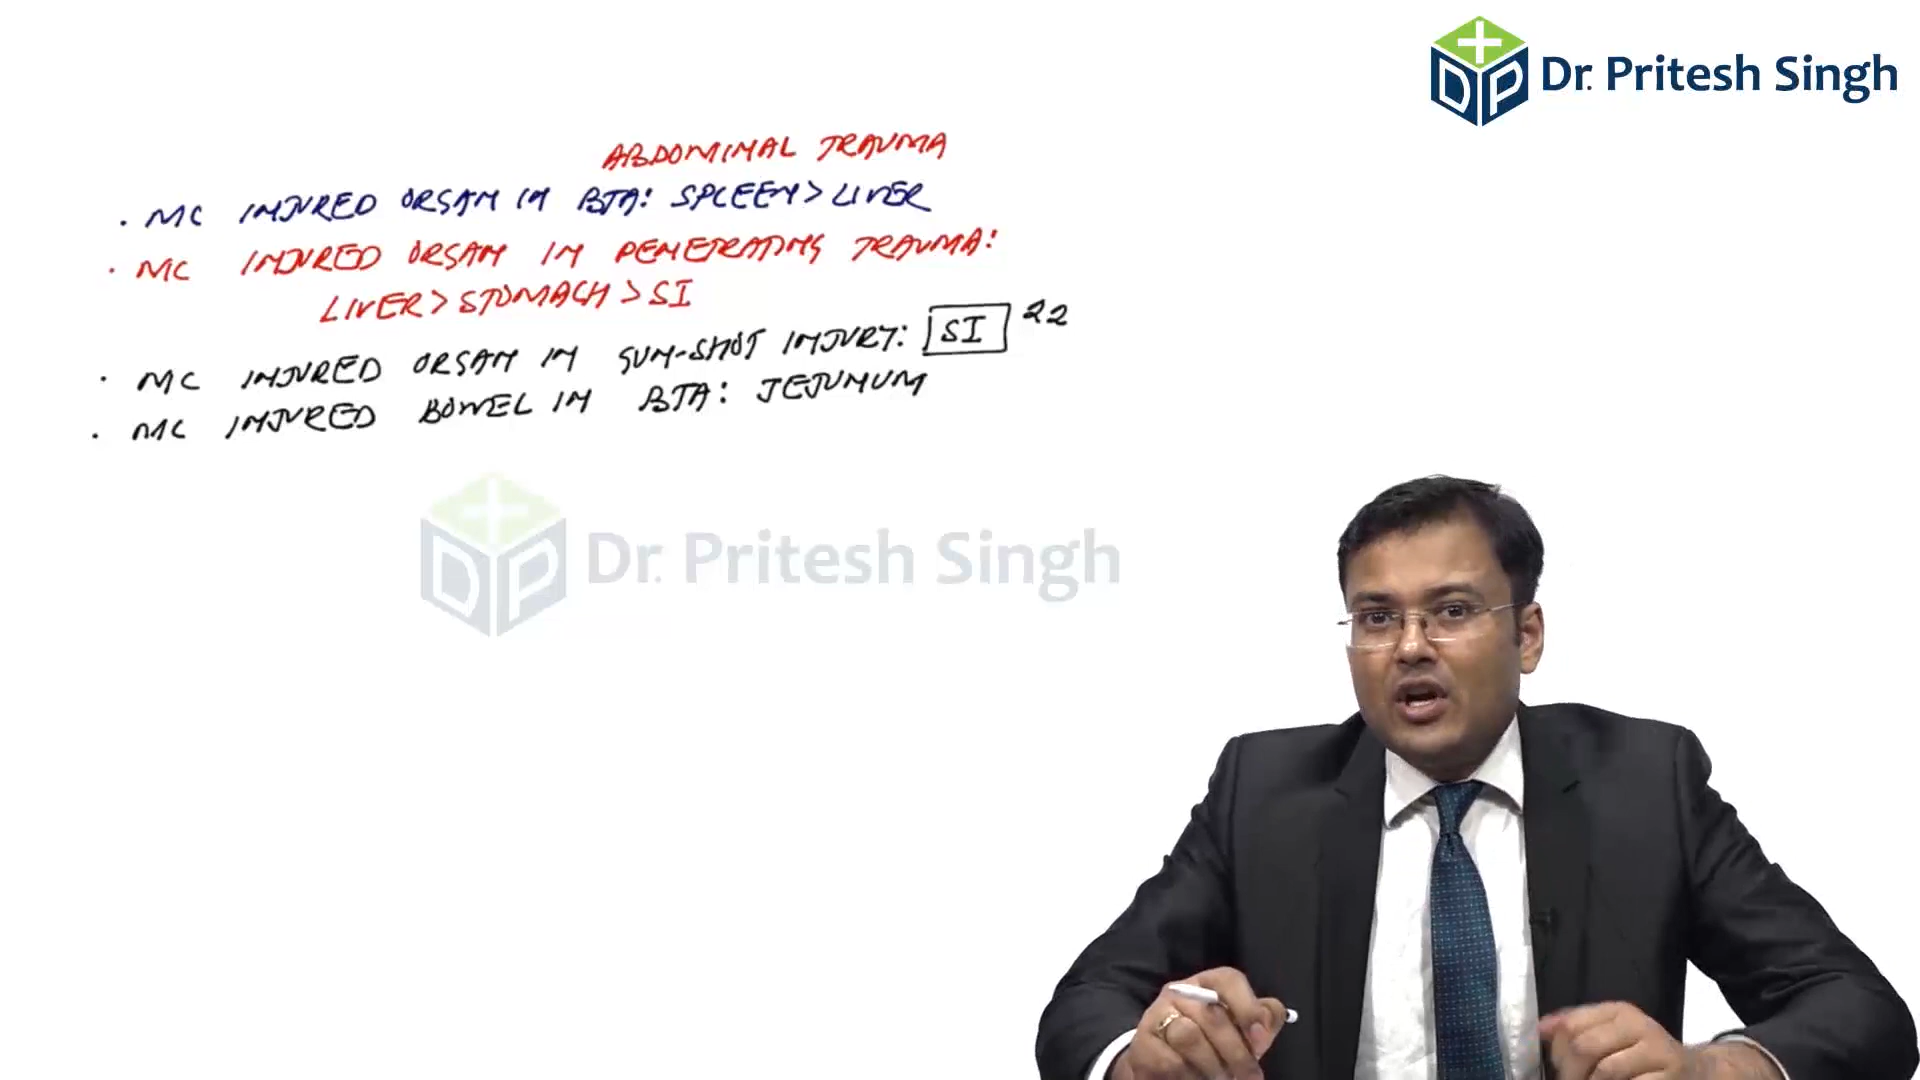 Dr. Pritesh Singh
ABDOMINAL TRAUMA
· MC INJURED ORGAN IN BTA: SPLEEN > LIVER
· MC INJURED ORGAN IN PENETRATING TRAUMA:
LIVER > STOMACH > SI
· MC INJURED ORGAN IN GUN-SHOT INJURY: SI 22
· MC INJURED BOWEL IN BTA: JEJUNUM
Dr. Pritesh Singh